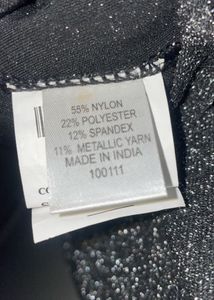 55% NYLON
22% POLYESTER
12% SPANDEX
11% METALLIC YARN
MADE IN INDIA
100111